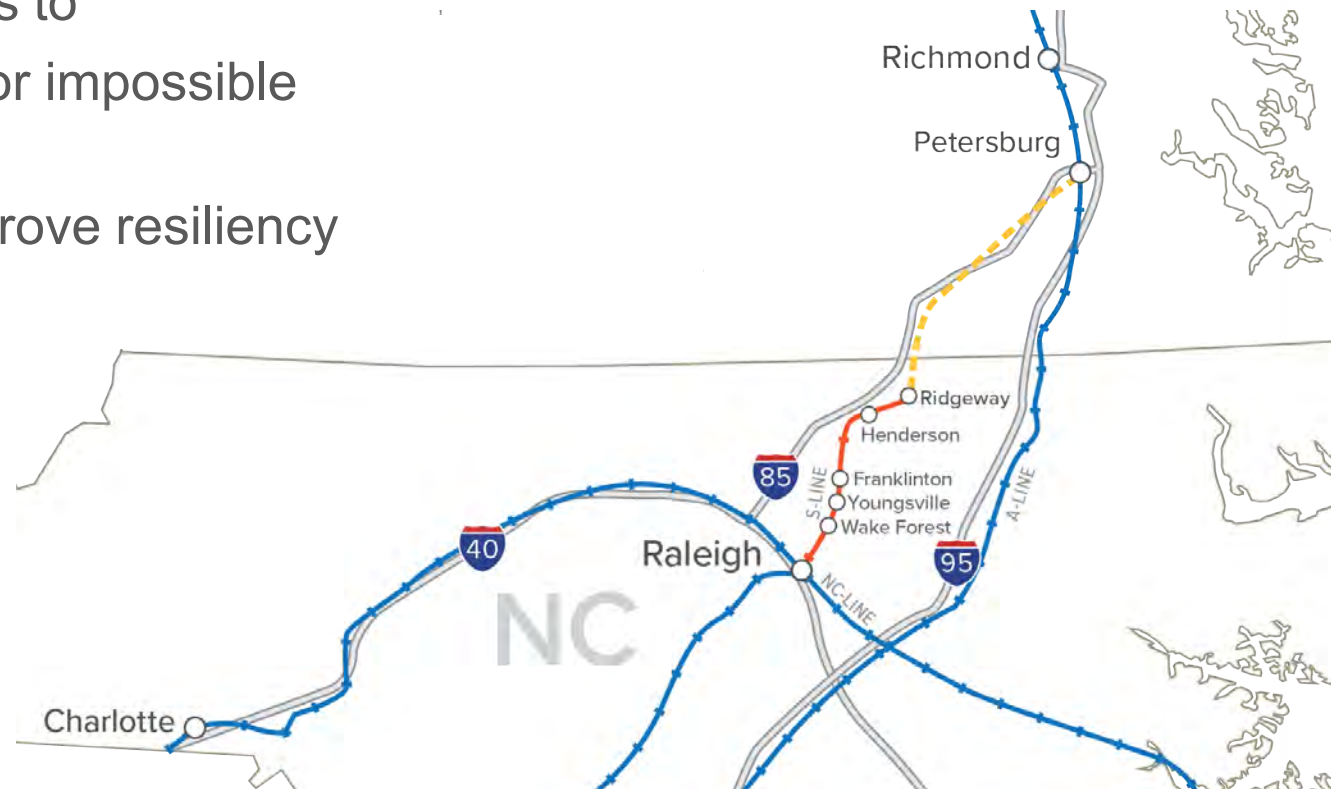 s to
or impossible
rove resiliency
Richmond
Petersburg
Ridgeway
Henderson
85
S-LINE
Franklinton
Youngsville
Wake Forest
A-LINE
40
Raleigh
95
NC-LINE
NC
Charlotte